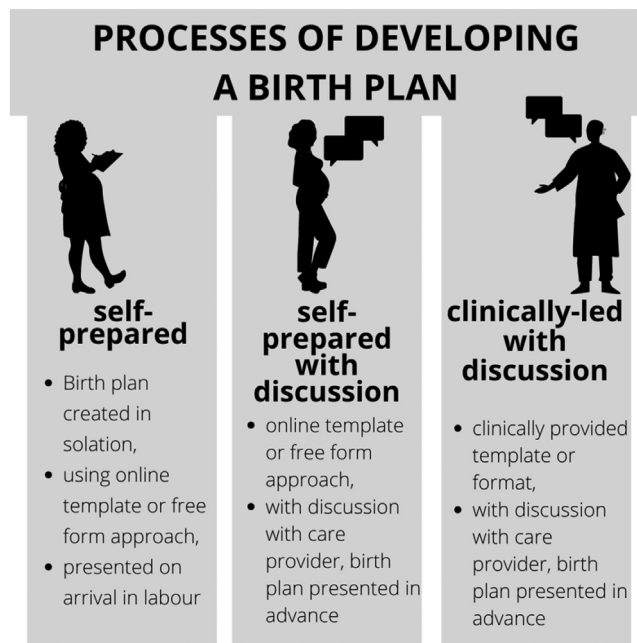 PROCESSES OF DEVELOPING
A BIRTH PLAN
self-
prepared
• Birth plan
created in
solation,
• using online
template or free
form approach,
• presented on
arrival in labour
self-
prepared
with
discussion
• online template
or free form
approach,
• with discussion
with care
provider, birth
plan presented in
advance
clinically-led
with
discussion
• clinically provided
template or
format,
• with discussion
with care
provider, birth
plan presented in
advance